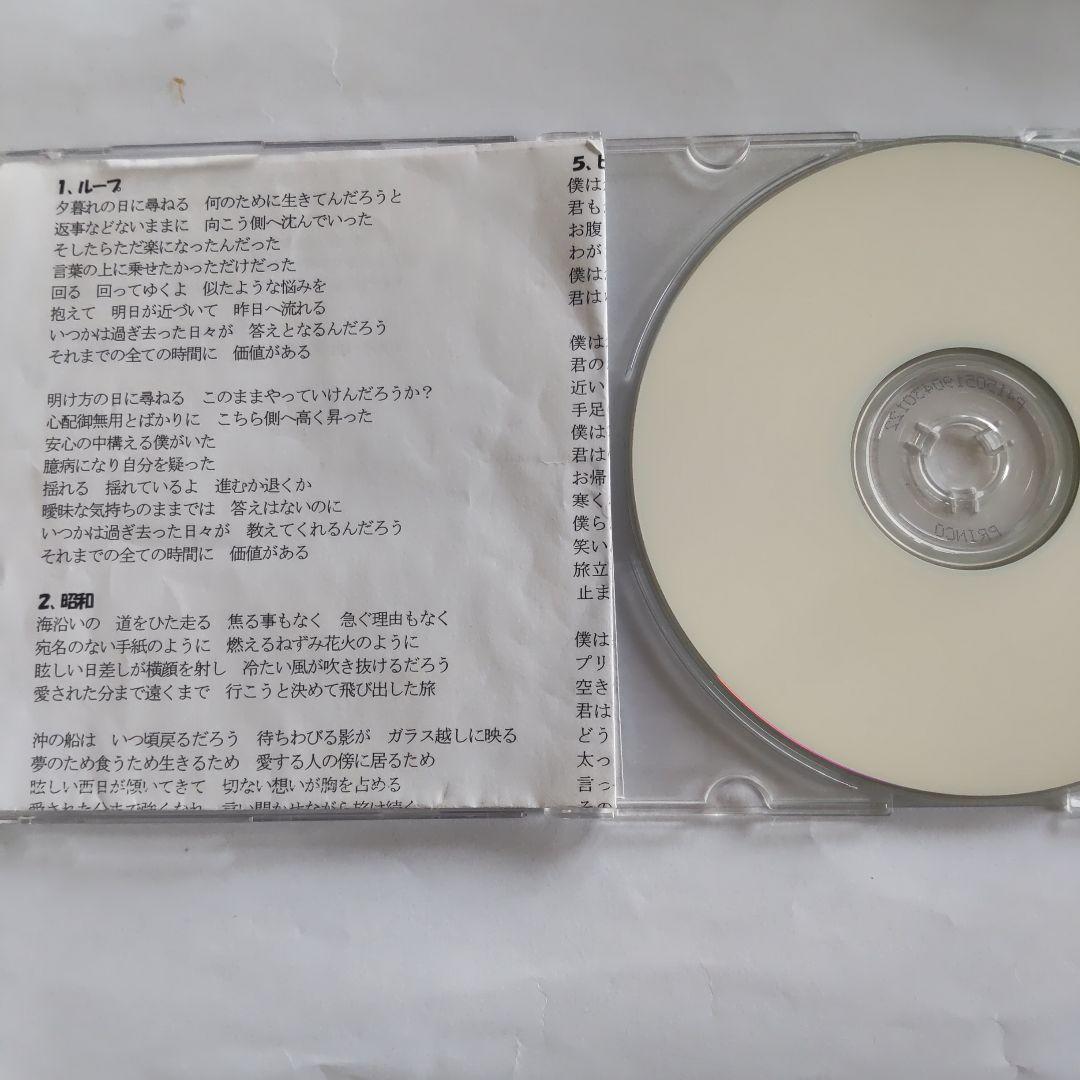 1、ループ
夕暮れの日に尋ねる　何のために生きてんだろうと
返事などないままに　向こう側へ沈んでいった
そしたらただ楽になったんだった
言葉の上に乗せたかっただけだった
回る　回ってゆくよ　似たような悩みを
抱えて　明日が近づいて　昨日へ流れる
いつかは過ぎ去った日々が　答えとなるんだろう
それまでの全ての時間に　価値がある
明け方の日に尋ねる　このままやっていけんだろうか？
心配御無用とばかりに　こちら側へ高く昇った
安心の中構える僕がいた
臆病になり自分を疑った
揺れる　揺れているよ　進むか退くか
曖昧な気持ちのままでは　答えはないのに
いつかは過ぎ去った日々が　教えてくれるんだろう
それまでの全ての時間に　価値がある
2、昭和
海沿いの　道をひた走る　焦る事もなく　急ぐ理由もなく
宛名のない手紙のように　燃えるねずみ花火のように
眩しい日差しが横顔を射し　冷たい風が吹き抜けるだろう
愛された分まで遠くまで　行こうと決めて飛び出した旅
沖の船は　いつ頃戻るだろう　待ちわびる影が　ガラス越しに映る
夢のため食うため生きるため　愛する人の傍に居るため
眩しい西日が傾いてきて　切ない想いが胸を占める
愛された分まで強くなれ　言い聞かせながら旅は続く
5、
僕は
君も
お腹
わが
僕は
君は
僕は
君の
近い
手足
僕は
君は
お帰
寒く
僕ら
笑い
旅立
止ま
僕は
プリ
空き
君は
どう
太っ
言っ
その
PRINCO